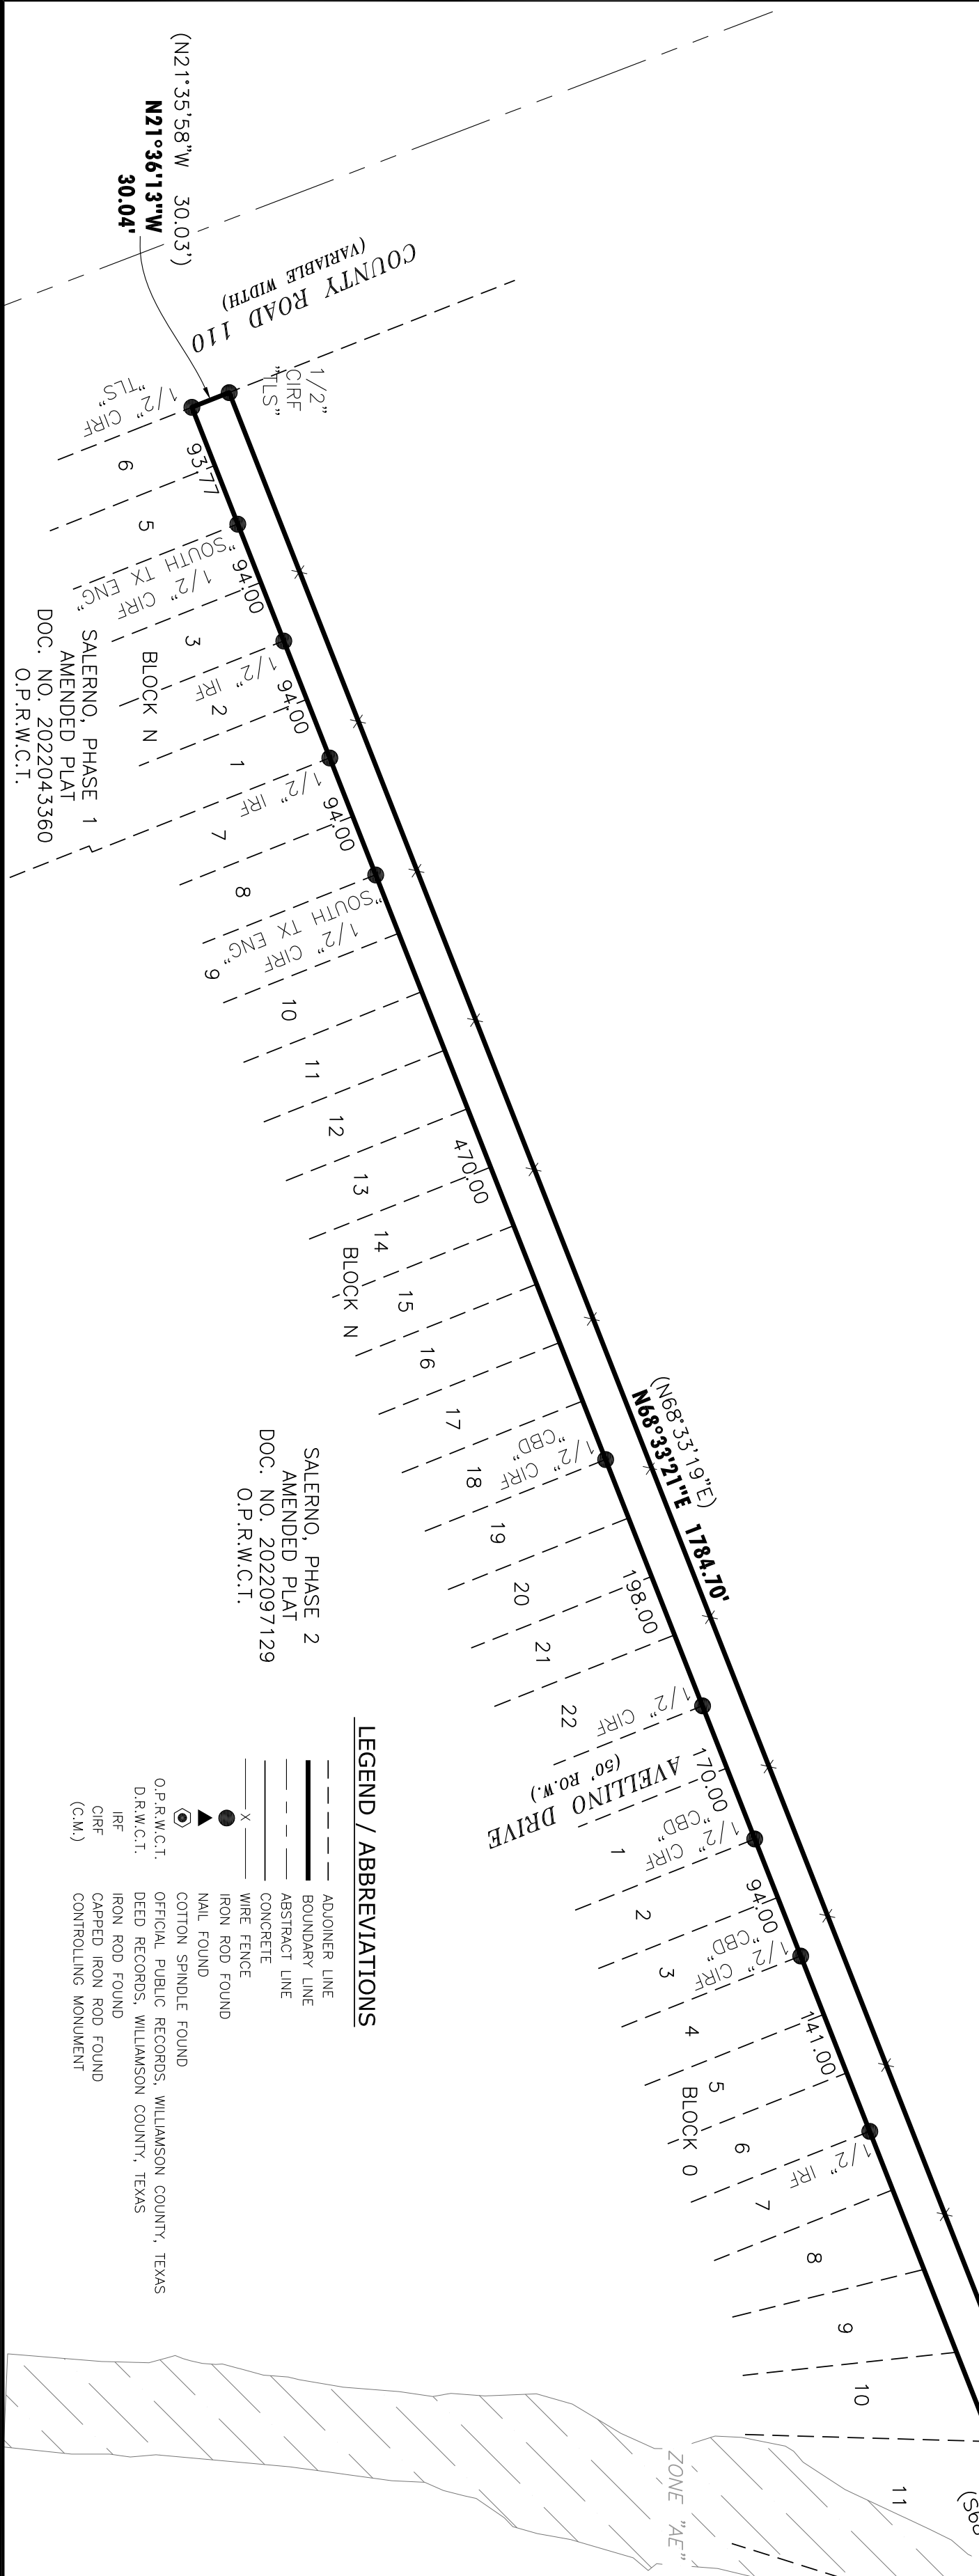 (N21°35'58"W 30.03')
N21°36'13"W
30.04'
COUNTY ROAD 110
(VARIABLE WIDTH)
1/2"
CIRF
"TLS"
1/2" CIRF
"TLS"
6
93.77
5
1/2" CIRF
"SOUTH TX ENG"
94.00
3
1/2" IRF
94.00
2
1
BLOCK N
SALERNO, PHASE 1
AMENDED PLAT
DOC. NO. 2022043360
O.P.R.W.C.T.
1/2" IRF
94.00
7
8
1/2" CIRF
"SOUTH TX ENG"
9
10
11
12
470.00
13
14
BLOCK N
15
16
17
1/2" CIRF
"CBD"
18
19
20
198.00
21
22
(N68°33'19"E)
N68°33'21"E 1784.70'
SALERNO, PHASE 2
AMENDED PLAT
DOC. NO. 2022097129
O.P.R.W.C.T.
1/2" CIRF
AVELLINO DRIVE
(50' RO.W.)
170.00
1/2" CIRF
"CBD"
1
94.00
2
1/2" CIRF
"CBD"
3
4
141.00
5
BLOCK O
6
1/2" IRF
7
8
9
10
11
ZONE "AE"
LEGEND / ABBREVIATIONS
ADJOINER LINE
BOUNDARY LINE
ABSTRACT LINE
CONCRETE
X WIRE FENCE
IRON ROD FOUND
NAIL FOUND
COTTON SPINDLE FOUND
O.P.R.W.C.T. OFFICIAL PUBLIC RECORDS, WILLIAMSON COUNTY, TEXAS
D.R.W.C.T. DEED RECORDS, WILLIAMSON COUNTY, TEXAS
IRF IRON ROD FOUND
CIRF CAPPED IRON ROD FOUND
(C.M.) CONTROLLING MONUMENT